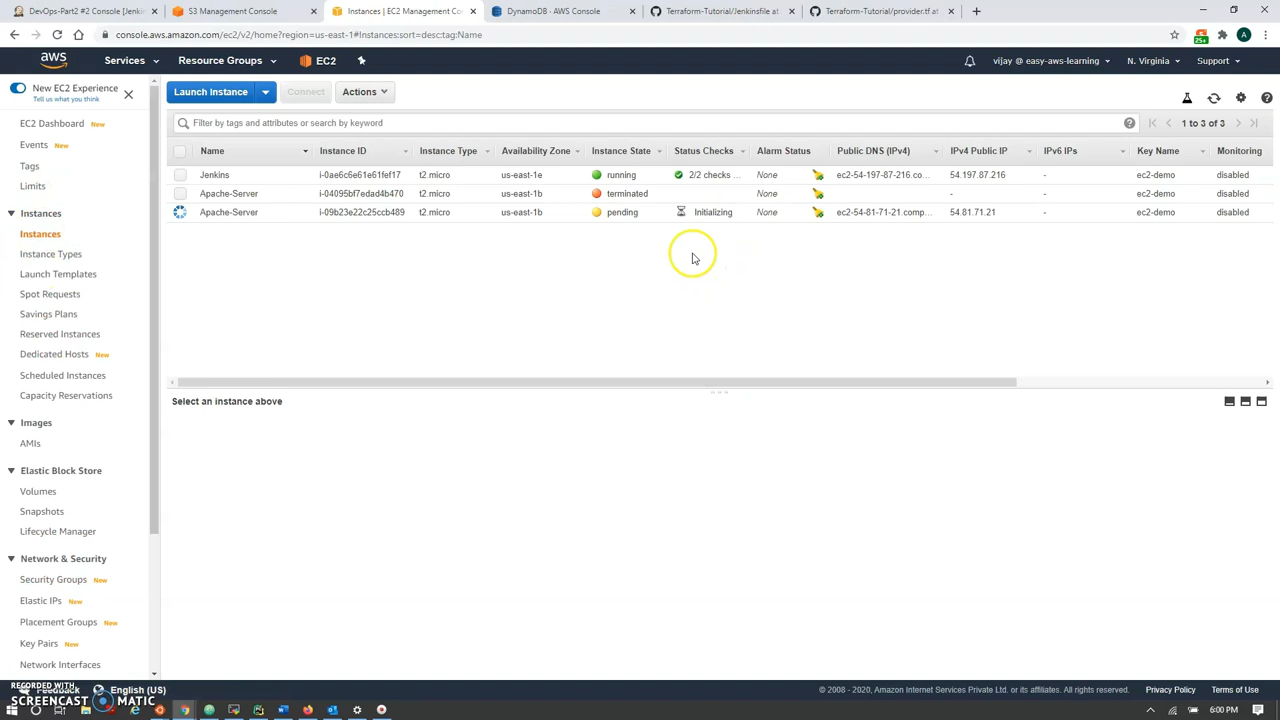 DevOps-Part2 #2 Console [Jenkin
S3 Management Console
Instances | EC2 Management Con
DynamoDB - AWS Console
Terraform-Tutorial/Jenkinsfile at
Terraform-Tutorial/provider.tf at
console.aws.amazon.com/ec2/v2/home?region=us-east-1#Instances:sort=desc:tag:Name
25+
A
aws
Services
Resource Groups
EC2
vijay @ easy-aws-learning
N. Virginia
Support
New EC2 Experience
Tell us what you think
EC2 Dashboard New
Events New
Tags
Limits
Instances
Instances
Instance Types
Launch Templates
Spot Requests
Savings Plans
Reserved Instances
Dedicated Hosts New
Scheduled Instances
Capacity Reservations
Images
AMIs
Elastic Block Store
Volumes
Snapshots
Lifecycle Manager
Network & Security
Security Groups New
Elastic IPs New
Placement Groups New
Key Pairs New
Network Interfaces
Launch Instance
Connect
Actions
Filter by tags and attributes or search by keyword
1 to 3 of 3
Name Instance ID Instance Type Availability Zone Instance State Status Checks Alarm Status Public DNS (IPv4) IPv4 Public IP IPv6 IPs Key Name Monitoring
Jenkins i-0ae6c6e61e61fef17 t2.micro us-east-1e running 2/2 checks ... None ec2-54-197-87-216.co... 54.197.87.216 - ec2-demo disabled
Apache-Server i-04095bf7edad4b470 t2.micro us-east-1b terminated None - - ec2-demo disabled
Apache-Server i-09b23e22c25ccb489 t2.micro us-east-1b pending Initializing None ec2-54-81-71-21.comp... 54.81.71.21 - ec2-demo disabled
Select an instance above
Feedback
English (US)
© 2008 - 2020, Amazon Internet Services Private Ltd. or its affiliates. All rights reserved.
Privacy Policy
Terms of Use
RECORDED WITH
SCREENCAST MATIC
6:00 PM